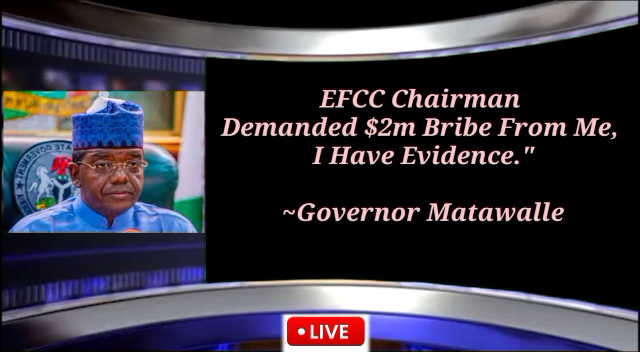 EFCC Chairman
Demanded $2m Bribe From Me,
I Have Evidence."
~Governor Matawalle
LIVE